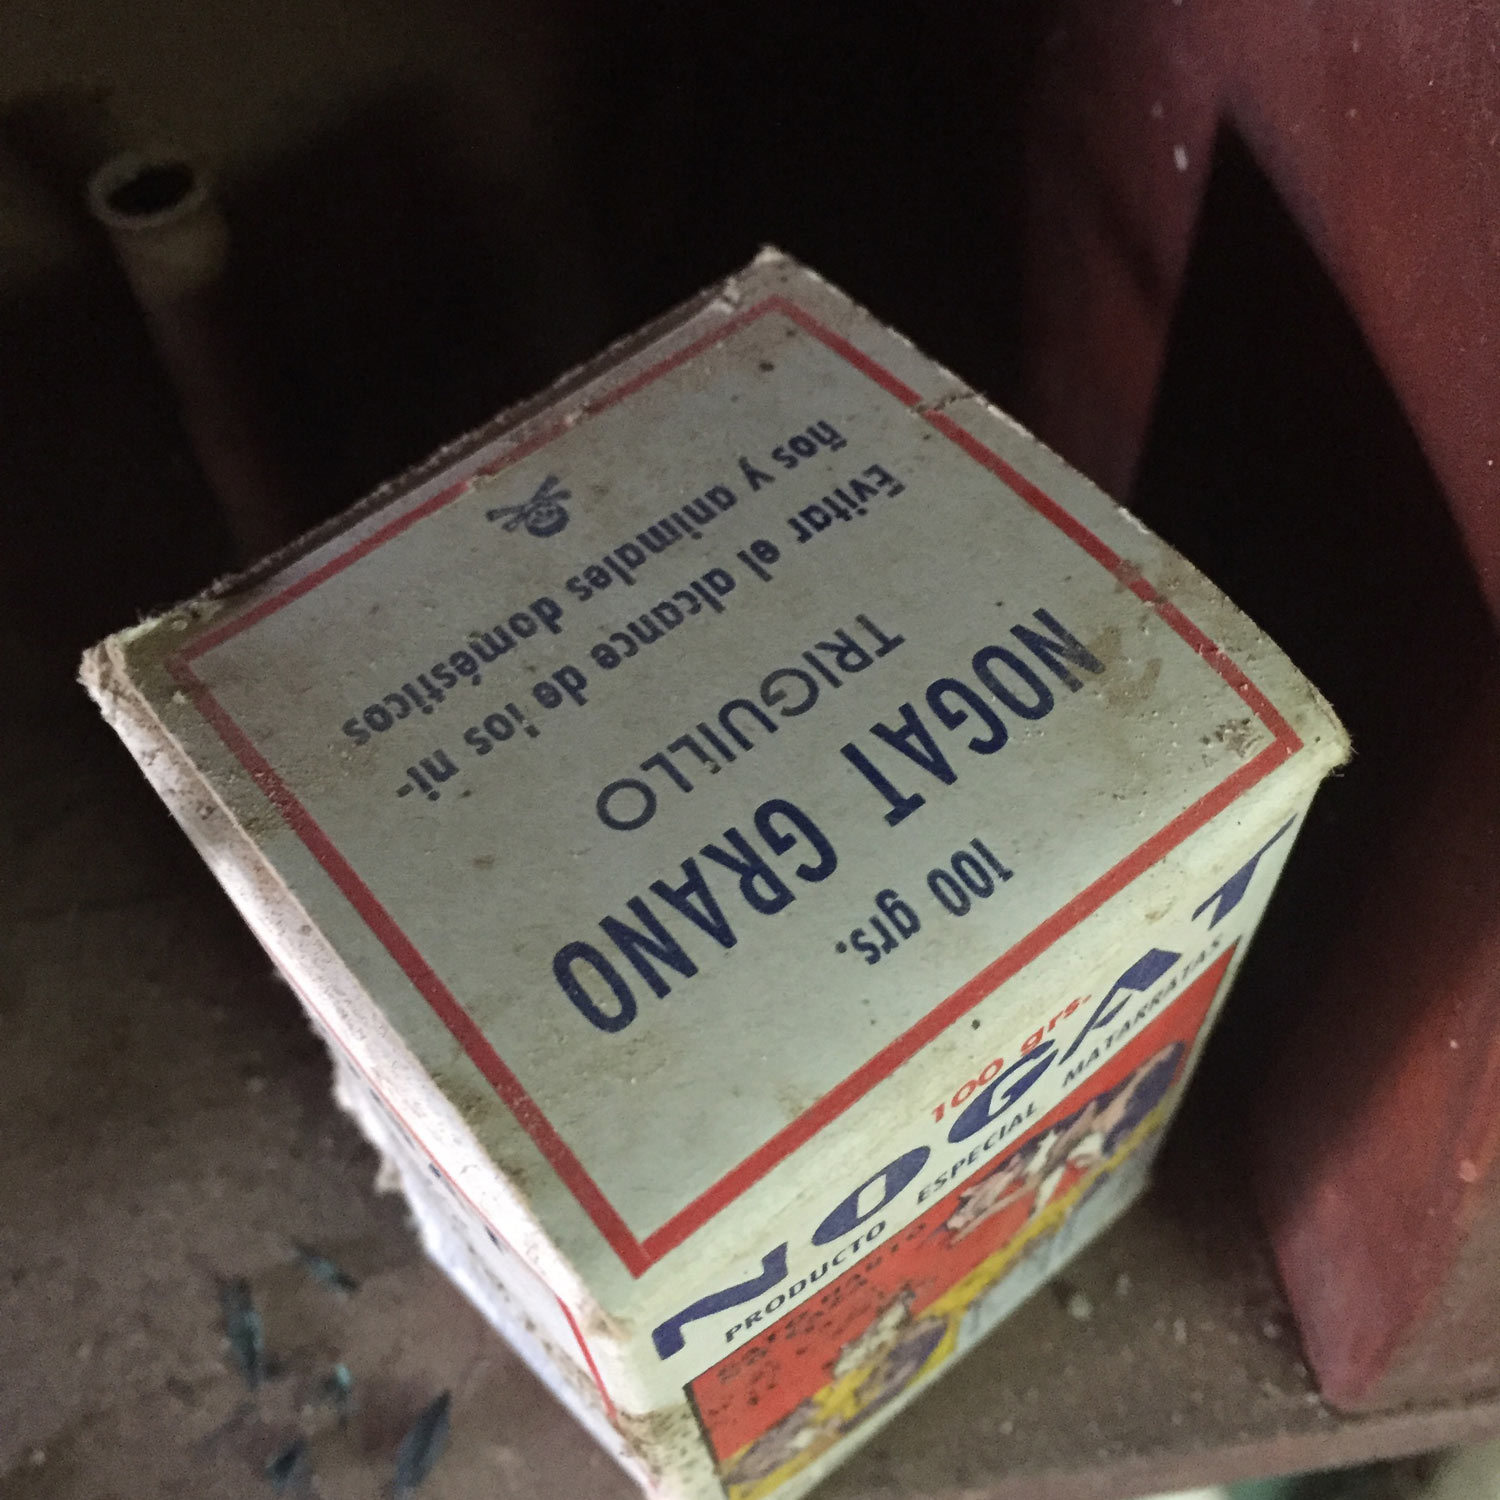 100 grs.
NOGAT GRANO
TRIGUILLO
Evitar el alcance de los ni-
ños y animales domésticos
100 grs.
NOGAT
PRODUCTO ESPECIAL MATARRATAS